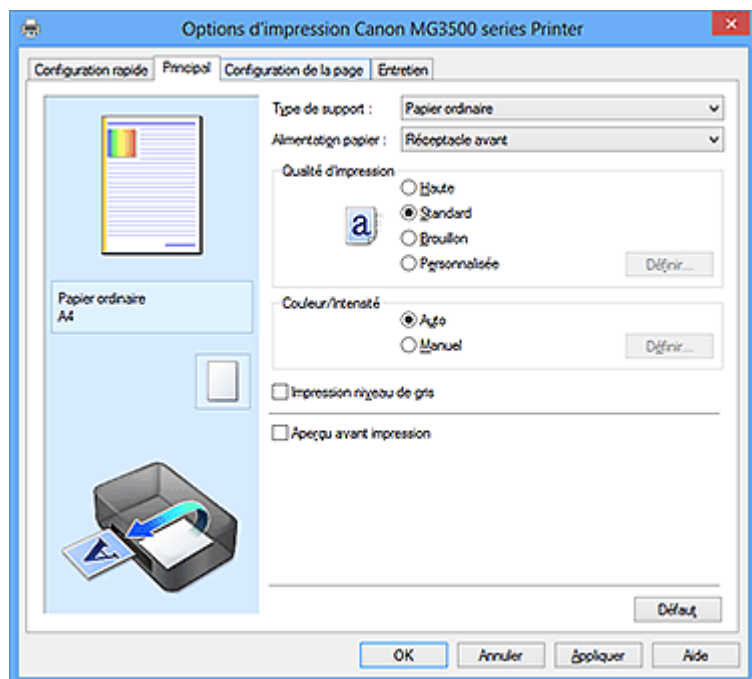 Options d'impression Canon MG3500 series Printer
Configuration rapide Principal Configuration de la page Entretien
Type de support : Papier ordinaire
Alimentation papier : Réceptacle avant
Qualité d'impression
Haute
a Standard
Brouillon
Personnalisée Définir...
Papier ordinaire
A4
Couleur/Intensité
Auto
Manuel Définir...
Impression niveau de gris
Aperçu avant impression
A
Défaut
OK Annuler Appliquer Aide